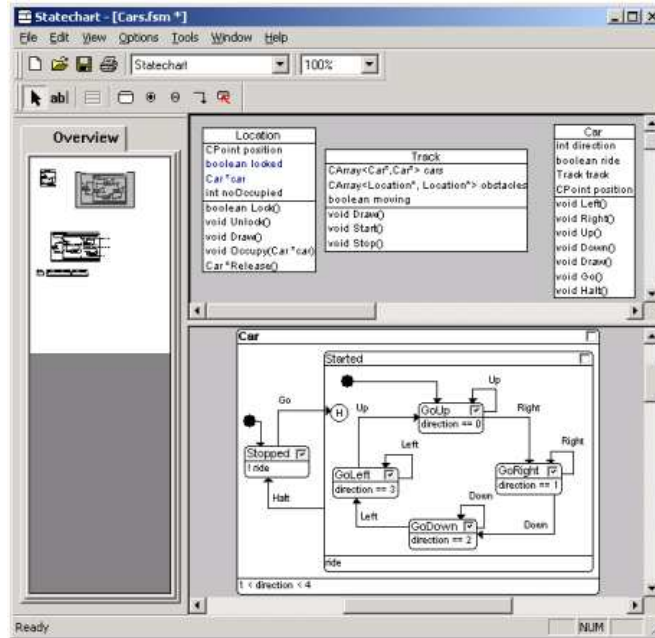 Statechart - [Cars.fsm *]
File Edit View Options Tools Window Help
Statechart
100%
ab|
Overview
Location
CPoint position
boolean locked
Car *car
int noOccupied
boolean Lock()
void Unlock()
void Draw()
void Occupy(Car *car)
Car *Release()
Track
CArray<Car*,Car*> cars
CArray<Location*, Location*> obstacles
boolean moving
void Draw()
void Start()
void Stop()
Car
int direction
boolean ride
Track track
CPoint position
void Left()
void Right()
void Up()
void Down()
void Draw()
void Go()
void Halt()
Car
Started
Go
H
Up
Up
GoUp
direction == 0
Right
Stopped
! ride
Left
GoLeft
direction == 3
Right
GoRight
direction == 1
Halt
Left
Down
GoDown
direction == 2
Down
ride
1 < direction < 4
Ready
NUM